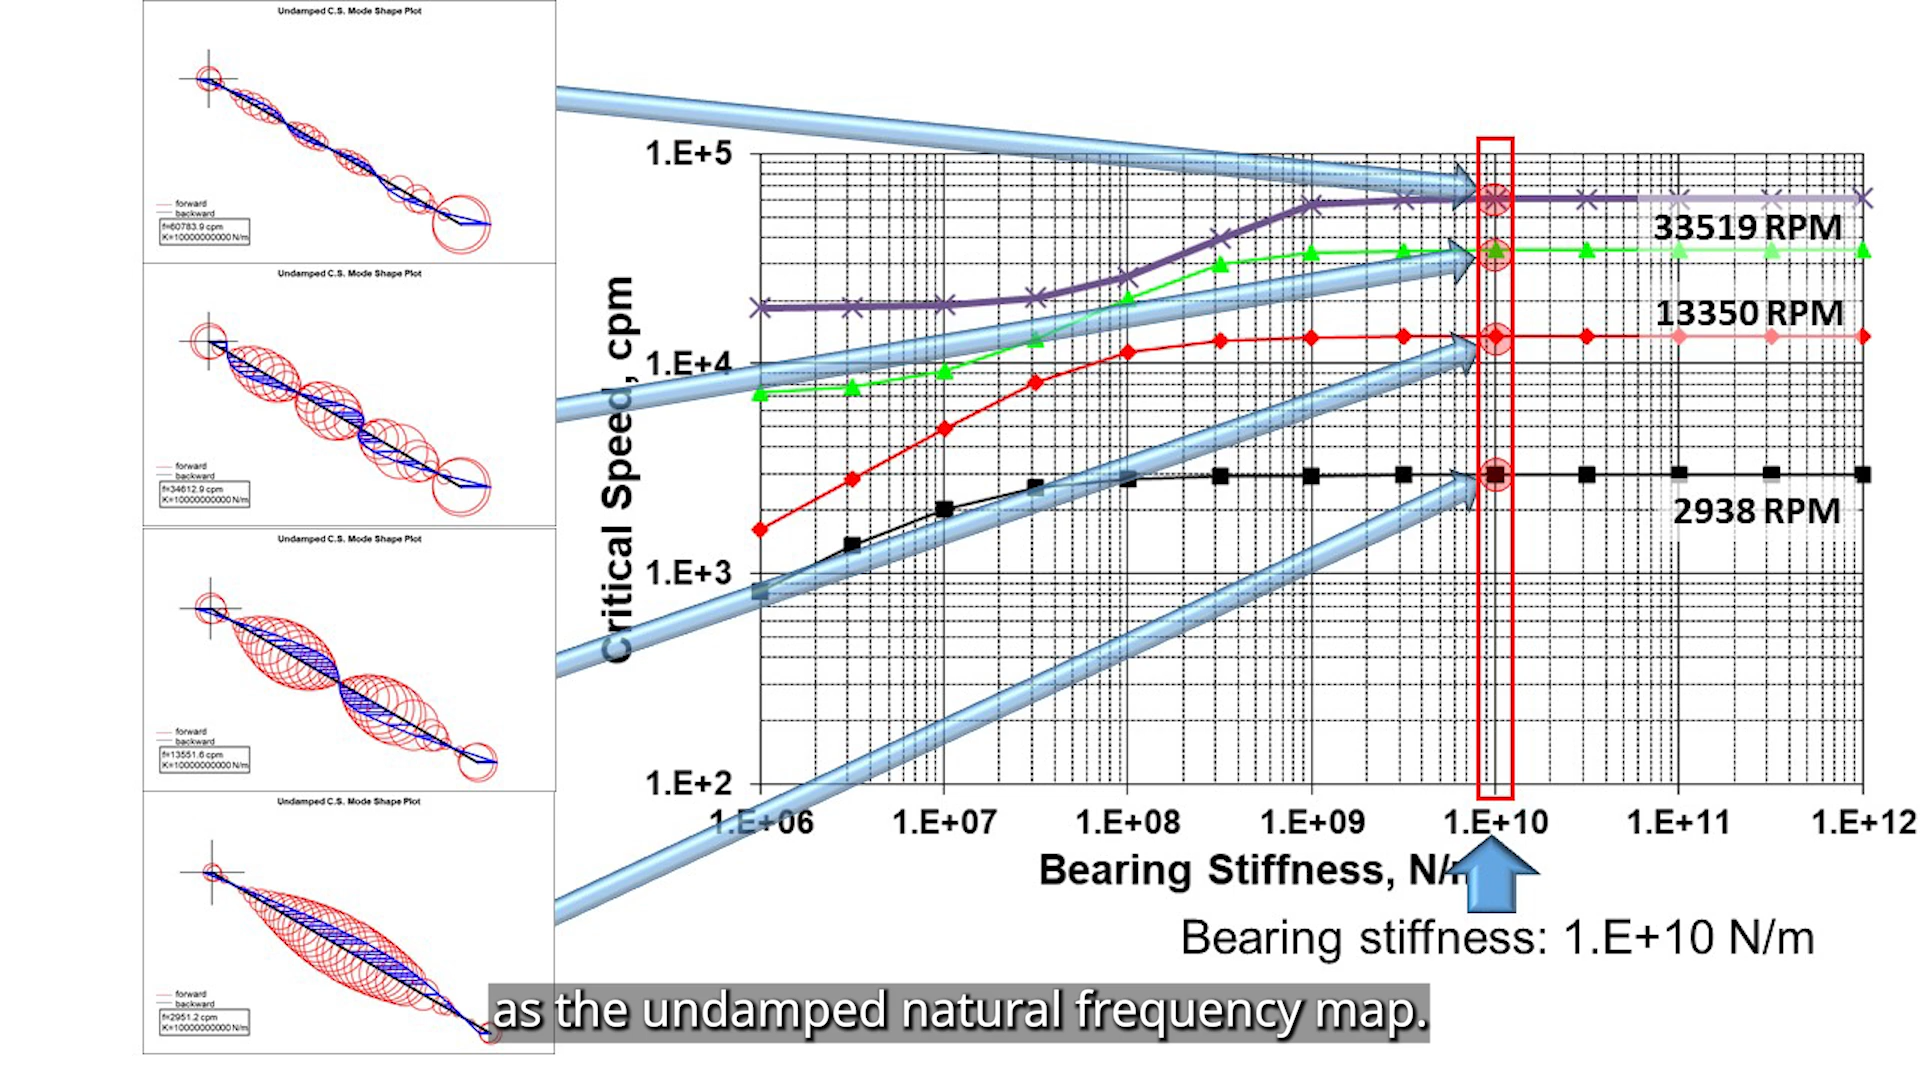 Undamped C.S. Mode Shape Plot
forward
backward
f=60783.9 cpm
K=10000000000 N/m
Undamped C.S. Mode Shape Plot
forward
backward
f=34612.9 cpm
K=10000000000 N/m
Undamped C.S. Mode Shape Plot
forward
backward
f=13551.6 cpm
K=10000000000 N/m
Undamped C.S. Mode Shape Plot
forward
backward
f=2951.2 cpm
K=10000000000 N/m
Critical Speed, cpm
1.E+5
1.E+4
1.E+3
1.E+2
33519 RPM
13350 RPM
2938 RPM
1.E+06 1.E+07 1.E+08 1.E+09 1.E+10 1.E+11 1.E+12
Bearing Stiffness, N/m
Bearing stiffness: 1.E+10 N/m
as the undamped natural frequency map.